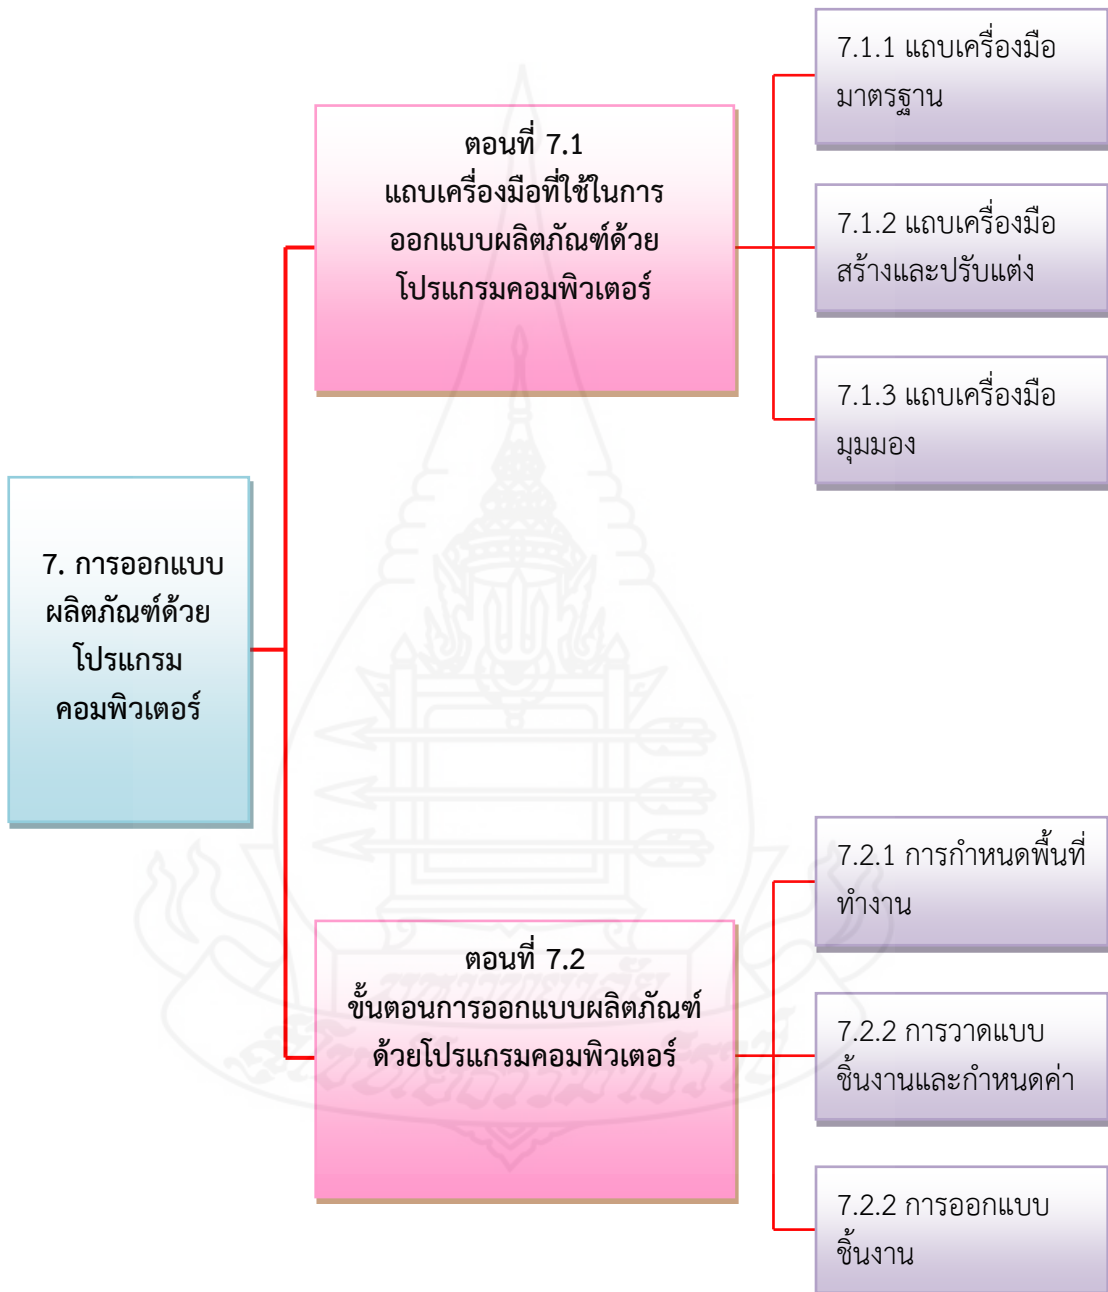 7. การออกแบบ
ผลิตภัณฑ์ด้วย
โปรแกรม
คอมพิวเตอร์
ตอนที่ 7.1
แถบเครื่องมือที่ใช้ในการ
ออกแบบผลิตภัณฑ์ด้วย
โปรแกรมคอมพิวเตอร์
7.1.1 แถบเครื่องมือ
มาตรฐาน
7.1.2 แถบเครื่องมือ
สร้างและปรับแต่ง
7.1.3 แถบเครื่องมือ
มุมมอง
ตอนที่ 7.2
ขั้นตอนการออกแบบผลิตภัณฑ์
ด้วยโปรแกรมคอมพิวเตอร์
7.2.1 การกำหนดพื้นที่
ทำงาน
7.2.2 การวาดแบบ
ชิ้นงานและกำหนดค่า
7.2.2 การออกแบบ
ชิ้นงาน